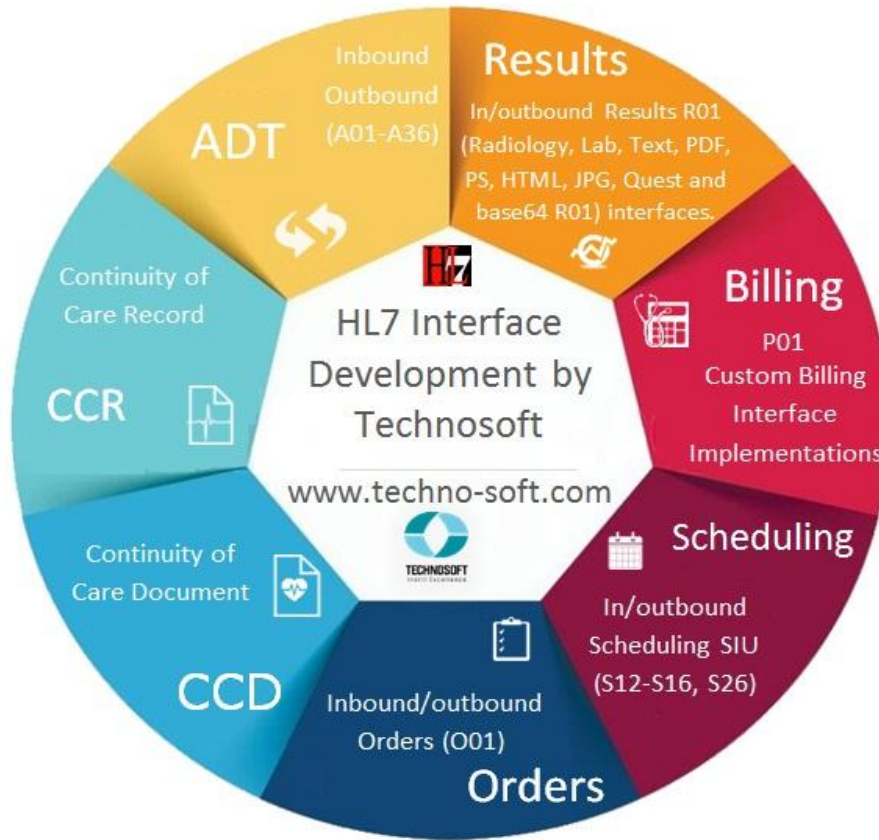 Inbound
Outbound
(A01-A36)
ADT
Results
In/outbound Results R01
(Radiology, Lab, Text, PDF,
PS, HTML, JPG, Quest and
base64 R01) interfaces.
Billing
P01
Custom Billing
Interface
Implementations
Scheduling
In/outbound
Scheduling SIU
(S12-S16, S26)
Inbound/outbound
Orders (O01)
Orders
Continuity of
Care Document
CCD
Continuity of
Care Record
CCR
HL7
HL7 Interface
Development by
Technosoft
www.techno-soft.com
TECHNOSOFT